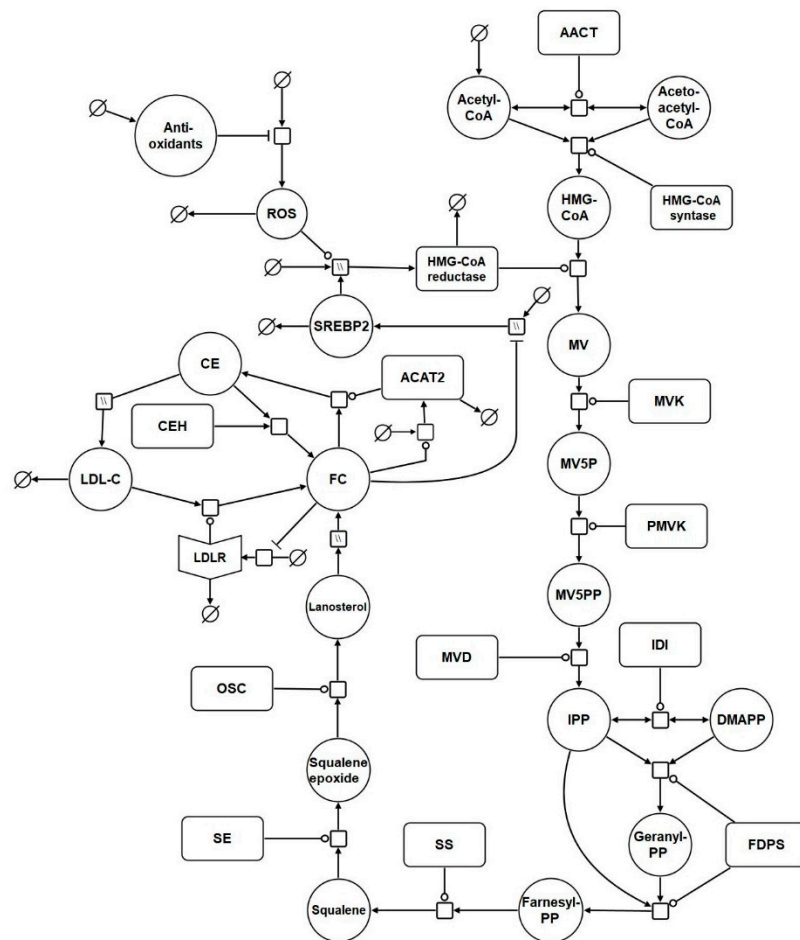 AACT
Acetyl-
CoA
Aceto-
acetyl-
CoA
Anti-
oxidants
ROS
HMG-
CoA
HMG-CoA
syntase
\\
HMG-CoA
reductase
SREBP2
\\
MV
CE
ACAT2
\\
CEH
MVK
LDL-C
FC
MV5P
\\
PMVK
LDLR
Lanosterol
MV5PP
MVD
IDI
OSC
IPP
DMAPP
Squalene
epoxide
SE
SS
Geranyl-
PP
FDPS
Squalene
Farnesyl-
PP